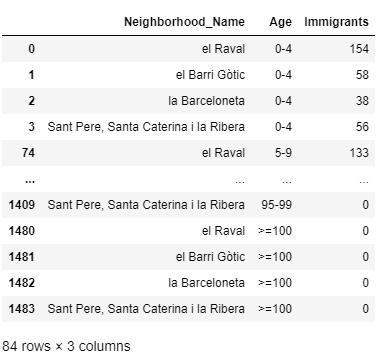 Neighborhood_Name Age Immigrants
0 el Raval 0-4 154
1 el Barri Gòtic 0-4 58
2 la Barceloneta 0-4 38
3 Sant Pere, Santa Caterina i la Ribera 0-4 56
74 el Raval 5-9 133
... ... ... ...
1409 Sant Pere, Santa Caterina i la Ribera 95-99 0
1480 el Raval >=100 0
1481 el Barri Gòtic >=100 0
1482 la Barceloneta >=100 0
1483 Sant Pere, Santa Caterina i la Ribera >=100 0
84 rows × 3 columns